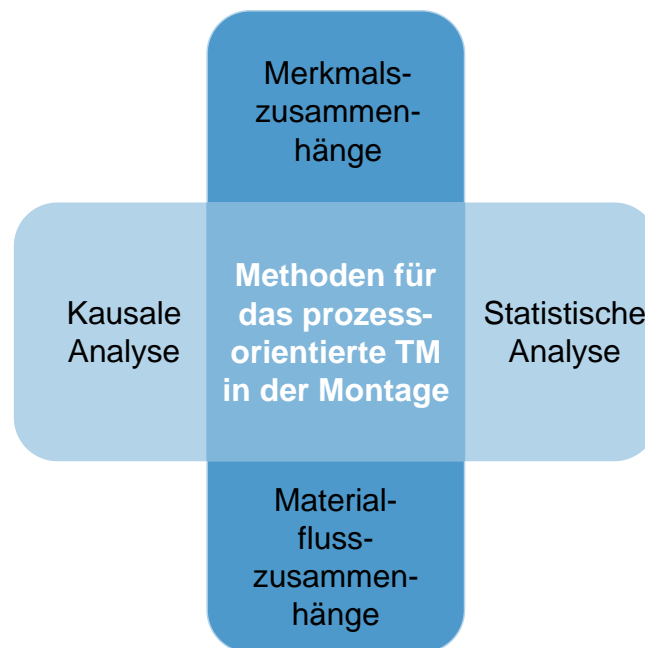 Merkmals-
zusammen-
hänge
Kausale
Analyse
Methoden für
das prozess-
orientierte TM
in der Montage
Statistische
Analyse
Material-
fluss-
zusammen-
hänge